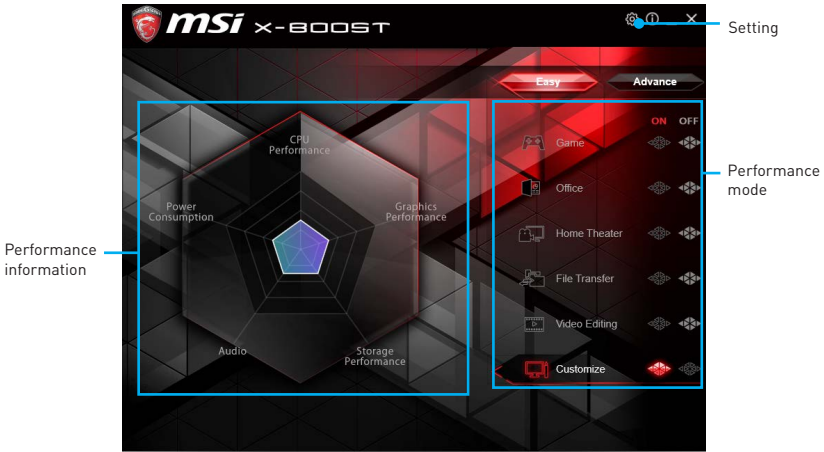 msi X-BOOST
Setting
Easy
Advance
ON OFF
Game
Office
Home Theater
File Transfer
Video Editing
Customize
Performance
mode
CPU
Performance
Power
Consumption
Graphics
Performance
Audio
Storage
Performance
Performance
information